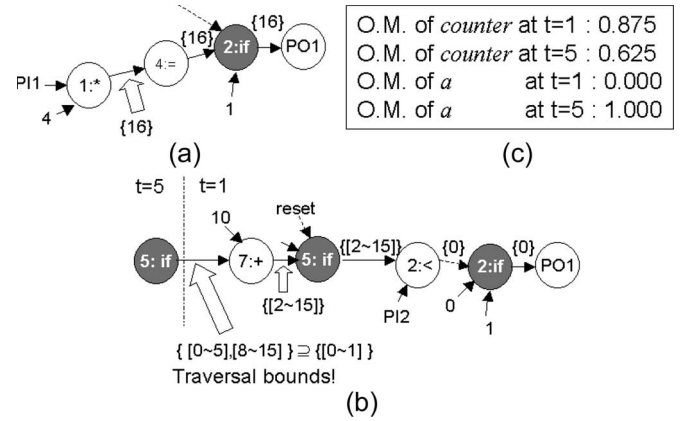 {16}
{16}
2:if
PO1
4:=
PI1
1:*
4
1
{16}
(a)
O.M. of counter at t=1 : 0.875
O.M. of counter at t=5 : 0.625
O.M. of a at t=1 : 0.000
O.M. of a at t=5 : 1.000
(c)
t=5
t=1
reset
10
{[2~15]}
{0}
{0}
5: if
7:+
5: if
2:<
2:if
PO1
{[2~15]}
PI2
0
1
{ [0~5],[8~15] } ⊇ {[0~1] }
Traversal bounds!
(b)